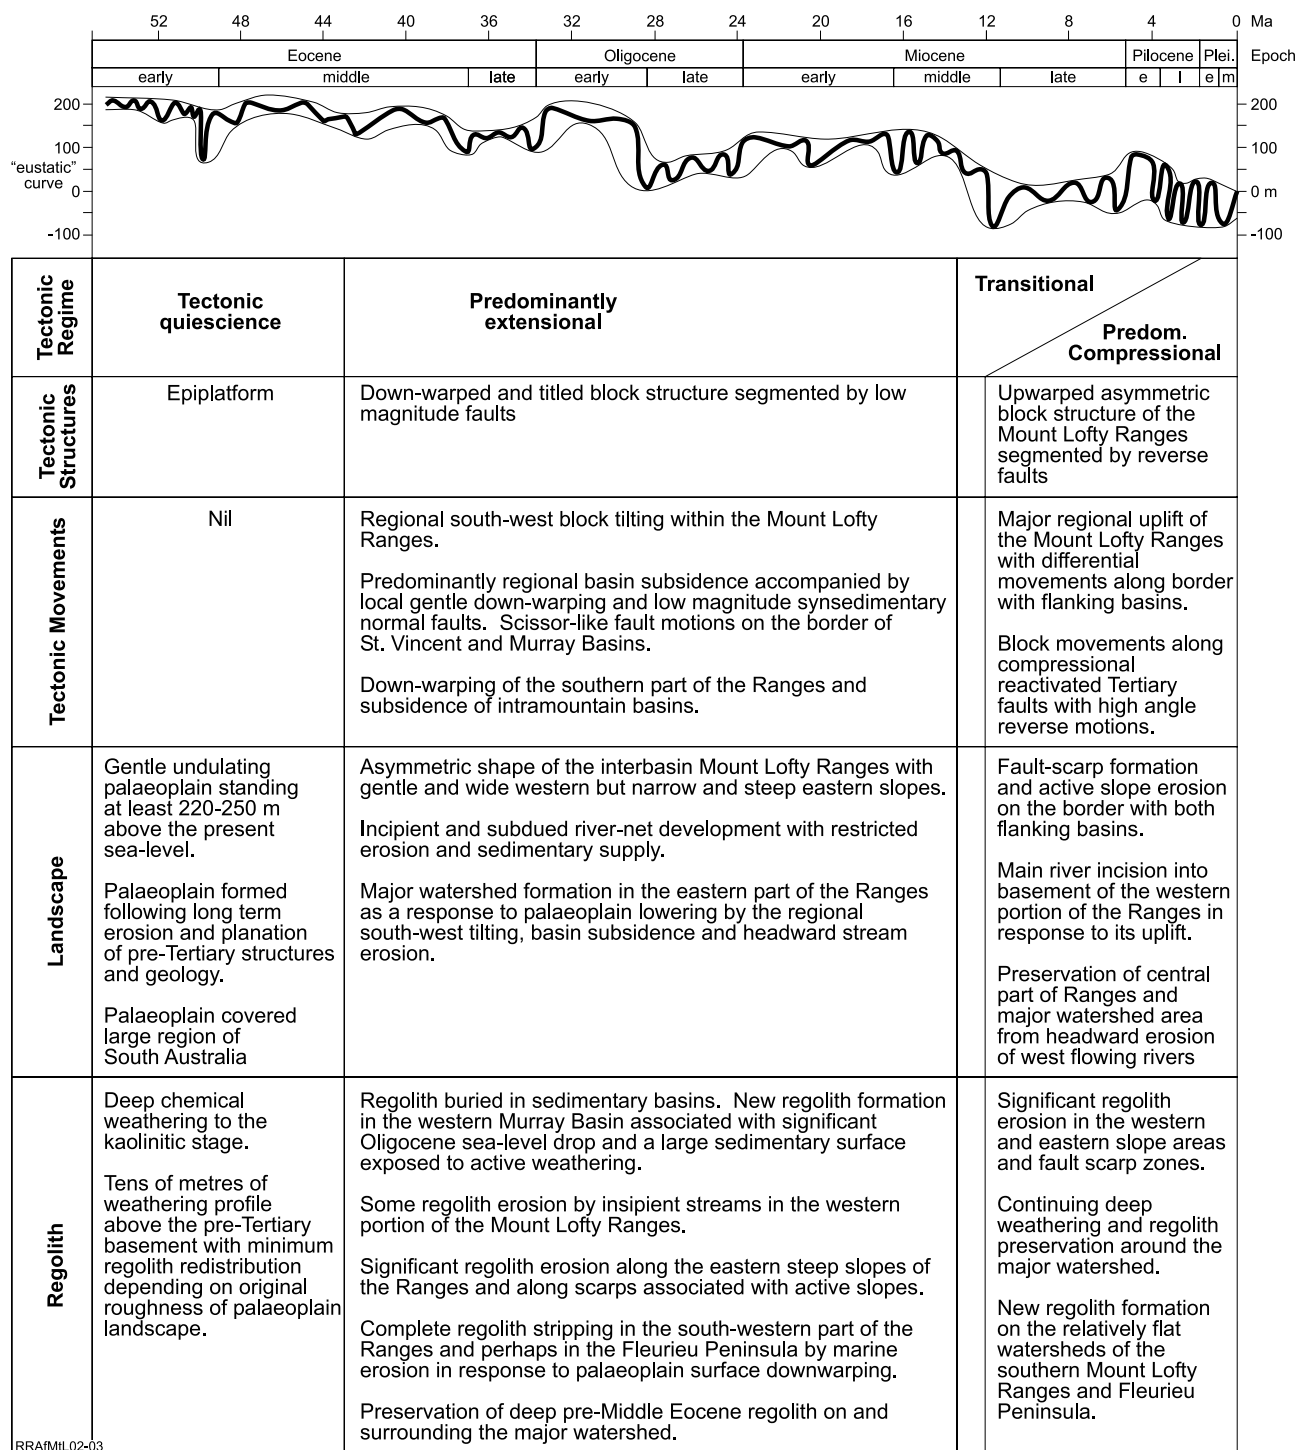 52 48 44 40 36 32 28 24 20 16 12 8 4 0 Ma
Eocene Oligocene Miocene Pilocene Plei. Epoch
early middle late early late early middle late e l e m
200 200
100 100
"eustatic"
curve
0 0 m
-100 -100
Tectonic
Regime
Tectonic
quiescience
Predominantly
extensional
Transitional
Predom.
Compressional
Tectonic
Structures
Epiplatform
Down-warped and titled block structure segmented by low
magnitude faults
Upwarped asymmetric
block structure of the
Mount Lofty Ranges
segmented by reverse
faults
Tectonic Movements
Nil
Regional south-west block tilting within the Mount Lofty
Ranges.
Predominantly regional basin subsidence accompanied by
local gentle down-warping and low magnitude synsedimentary
normal faults. Scissor-like fault motions on the border of
St. Vincent and Murray Basins.
Down-warping of the southern part of the Ranges and
subsidence of intramountain basins.
Major regional uplift of
the Mount Lofty Ranges
with differential
movements along border
with flanking basins.
Block movements along
compressional
reactivated Tertiary
faults with high angle
reverse motions.
Landscape
Gentle undulating
palaeoplain standing
at least 220-250 m
above the present
sea-level.
Palaeoplain formed
following long term
erosion and planation
of pre-Tertiary structures
and geology.
Palaeoplain covered
large region of
South Australia
Asymmetric shape of the interbasin Mount Lofty Ranges with
gentle and wide western but narrow and steep eastern slopes.
Incipient and subdued river-net development with restricted
erosion and sedimentary supply.
Major watershed formation in the eastern part of the Ranges
as a response to palaeoplain lowering by the regional
south-west tilting, basin subsidence and headward stream
erosion.
Fault-scarp formation
and active slope erosion
on the border with both
flanking basins.
Main river incision into
basement of the western
portion of the Ranges in
response to its uplift.
Preservation of central
part of Ranges and
major watershed area
from headward erosion
of west flowing rivers
Regolith
Deep chemical
weathering to the
kaolinitic stage.
Tens of metres of
weathering profile
above the pre-Tertiary
basement with minimum
regolith redistribution
depending on original
roughness of palaeoplain
landscape.
Regolith buried in sedimentary basins. New regolith formation
in the western Murray Basin associated with significant
Oligocene sea-level drop and a large sedimentary surface
exposed to active weathering.
Some regolith erosion by insipient streams in the western
portion of the Mount Lofty Ranges.
Significant regolith erosion along the eastern steep slopes of
the Ranges and along scarps associated with active slopes.
Complete regolith stripping in the south-western part of the
Ranges and perhaps in the Fleurieu Peninsula by marine
erosion in response to palaeoplain surface downwarping.
Preservation of deep pre-Middle Eocene regolith on and
surrounding the major watershed.
Significant regolith
erosion in the western
and eastern slope areas
and fault scarp zones.
Continuing deep
weathering and regolith
preservation around the
major watershed.
New regolith formation
on the relatively flat
watersheds of the
southern Mount Lofty
Ranges and Fleurieu
Peninsula.
RRAfMtL02-03